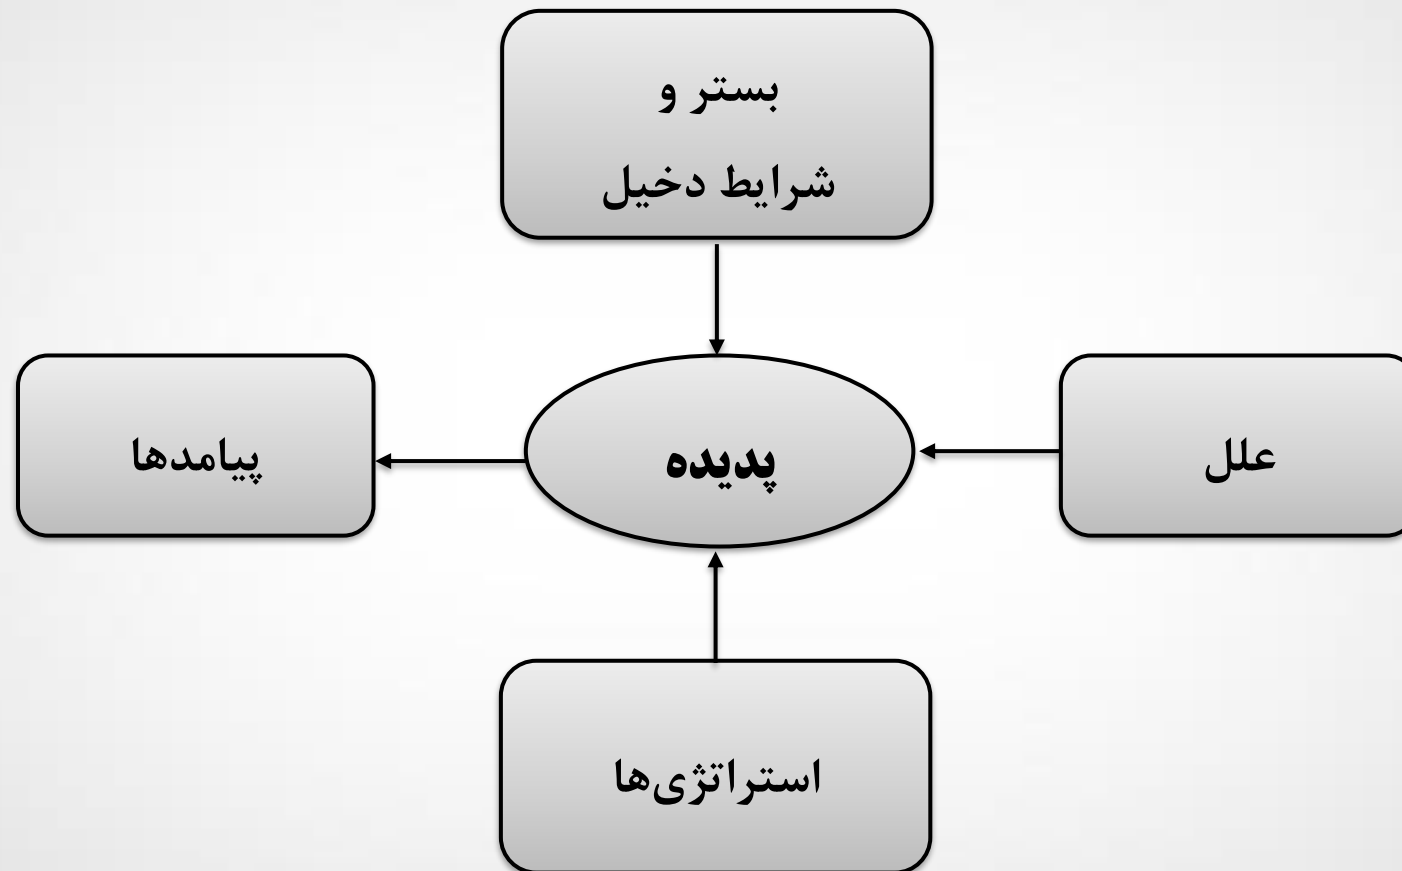 بستر و
شرایط دخیل
علل
پدیده
پیامدها
استراتژی‌ها